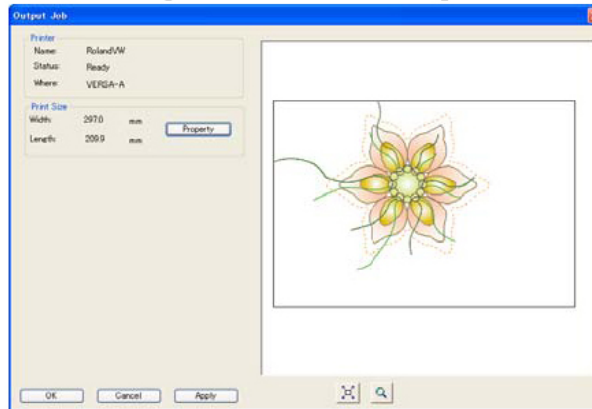 Output Job
Printer
Name: RolandVW
Status: Ready
Where: VERSA-A
Print Size
Width: 297.0 mm
Property
Length: 209.9 mm
OK Cancel Apply